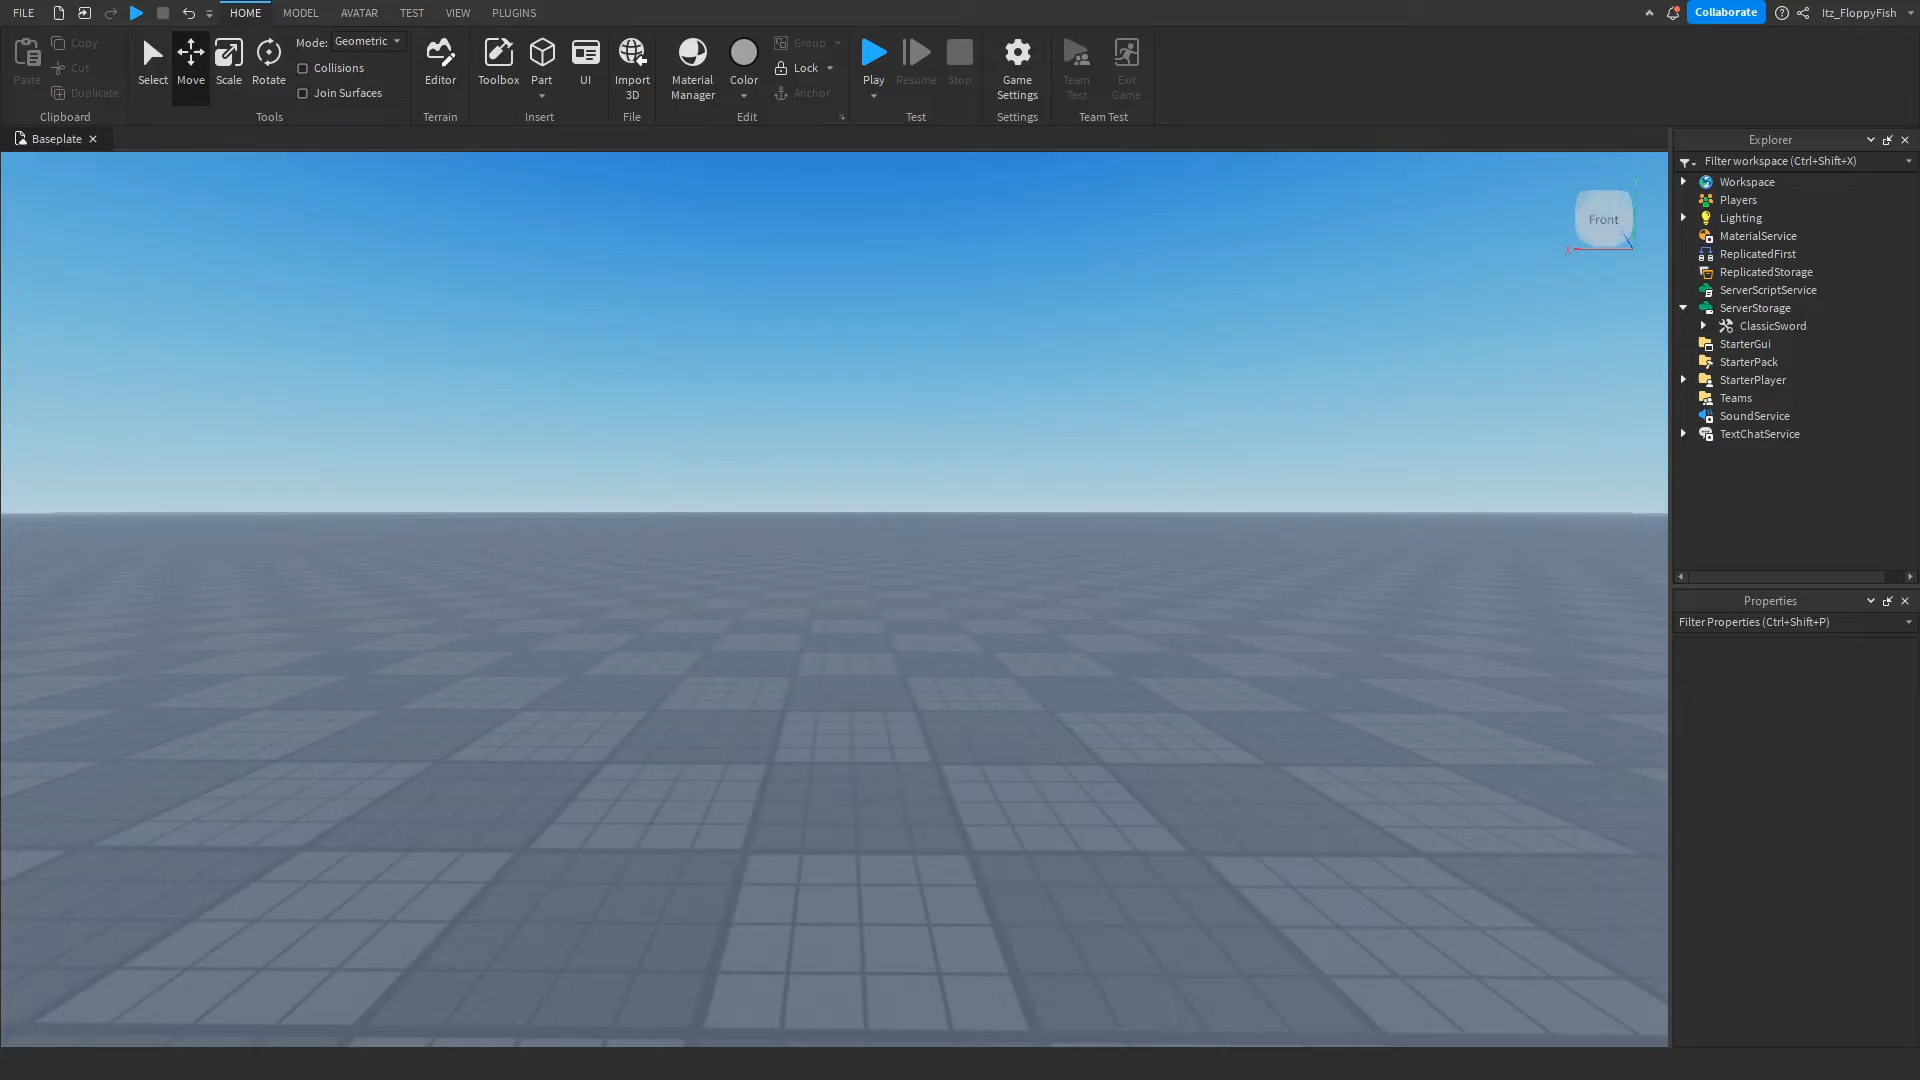 FILE
HOME
MODEL
AVATAR
TEST
VIEW
PLUGINS
Collaborate
Itz_FloppyFish
Paste
Copy
Cut
Duplicate
Clipboard
Select
Move
Scale
Rotate
Mode: Geometric
Collisions
Join Surfaces
Tools
Editor
Terrain
Toolbox
Part
UI
Insert
Import
3D
File
Material
Manager
Color
Group
Lock
Anchor
Edit
Play
Resume
Stop
Test
Game
Settings
Settings
Team
Test
Exit
Game
Team Test
Baseplate
Y
Front
X
Explorer
Filter workspace (Ctrl+Shift+X)
Workspace
Players
Lighting
MaterialService
ReplicatedFirst
ReplicatedStorage
ServerScriptService
ServerStorage
ClassicSword
StarterGui
StarterPack
StarterPlayer
Teams
SoundService
TextChatService
Properties
Filter Properties (Ctrl+Shift+P)